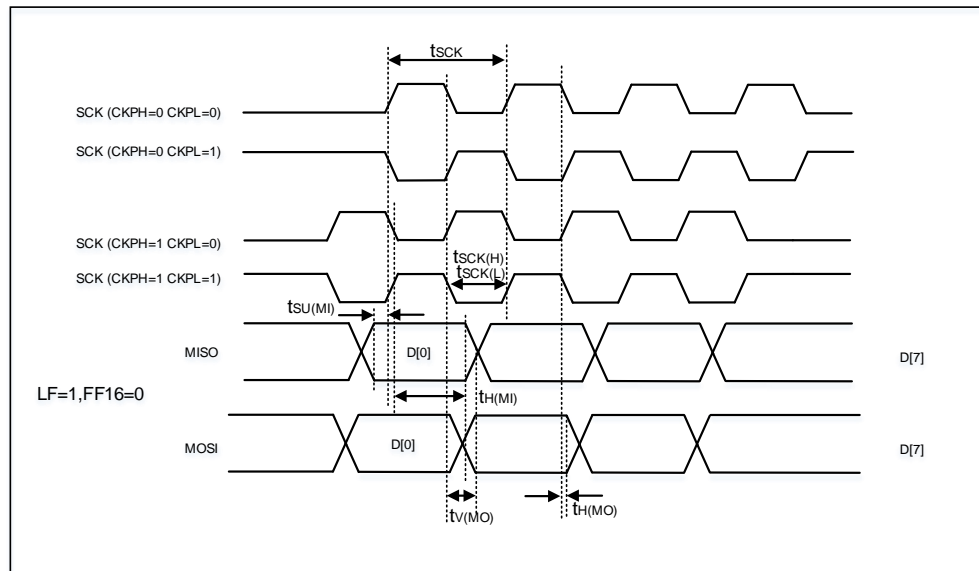 tSCK
SCK (CKPH=0 CKPL=0)
SCK (CKPH=0 CKPL=1)
SCK (CKPH=1 CKPL=0)
tSCK(H)
tSCK(L)
SCK (CKPH=1 CKPL=1)
tSU(MI)
MISO
D[0]
D[7]
LF=1,FF16=0
tH(MI)
MOSI
D[0]
D[7]
tV(MO)
tH(MO)